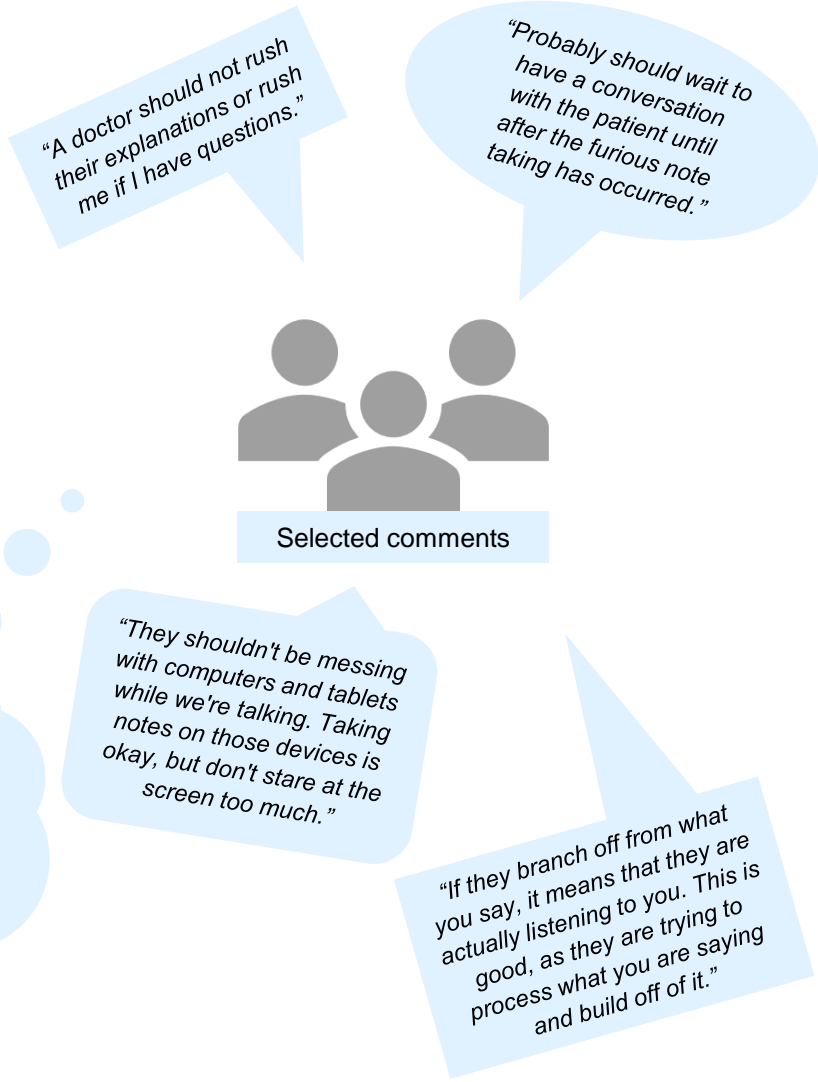 “A doctor should not rush
their explanations or rush
me if I have questions.”
“Probably should wait to
have a conversation
with the patient until
after the furious note
taking has occurred.”
Selected comments
“They shouldn't be messing
with computers and tablets
while we're talking. Taking
notes on those devices is
okay, but don't stare at the
screen too much.”
“If they branch off from what
you say, it means that they are
actually listening to you. This is
good, as they are trying to
process what you are saying
and build off of it.”